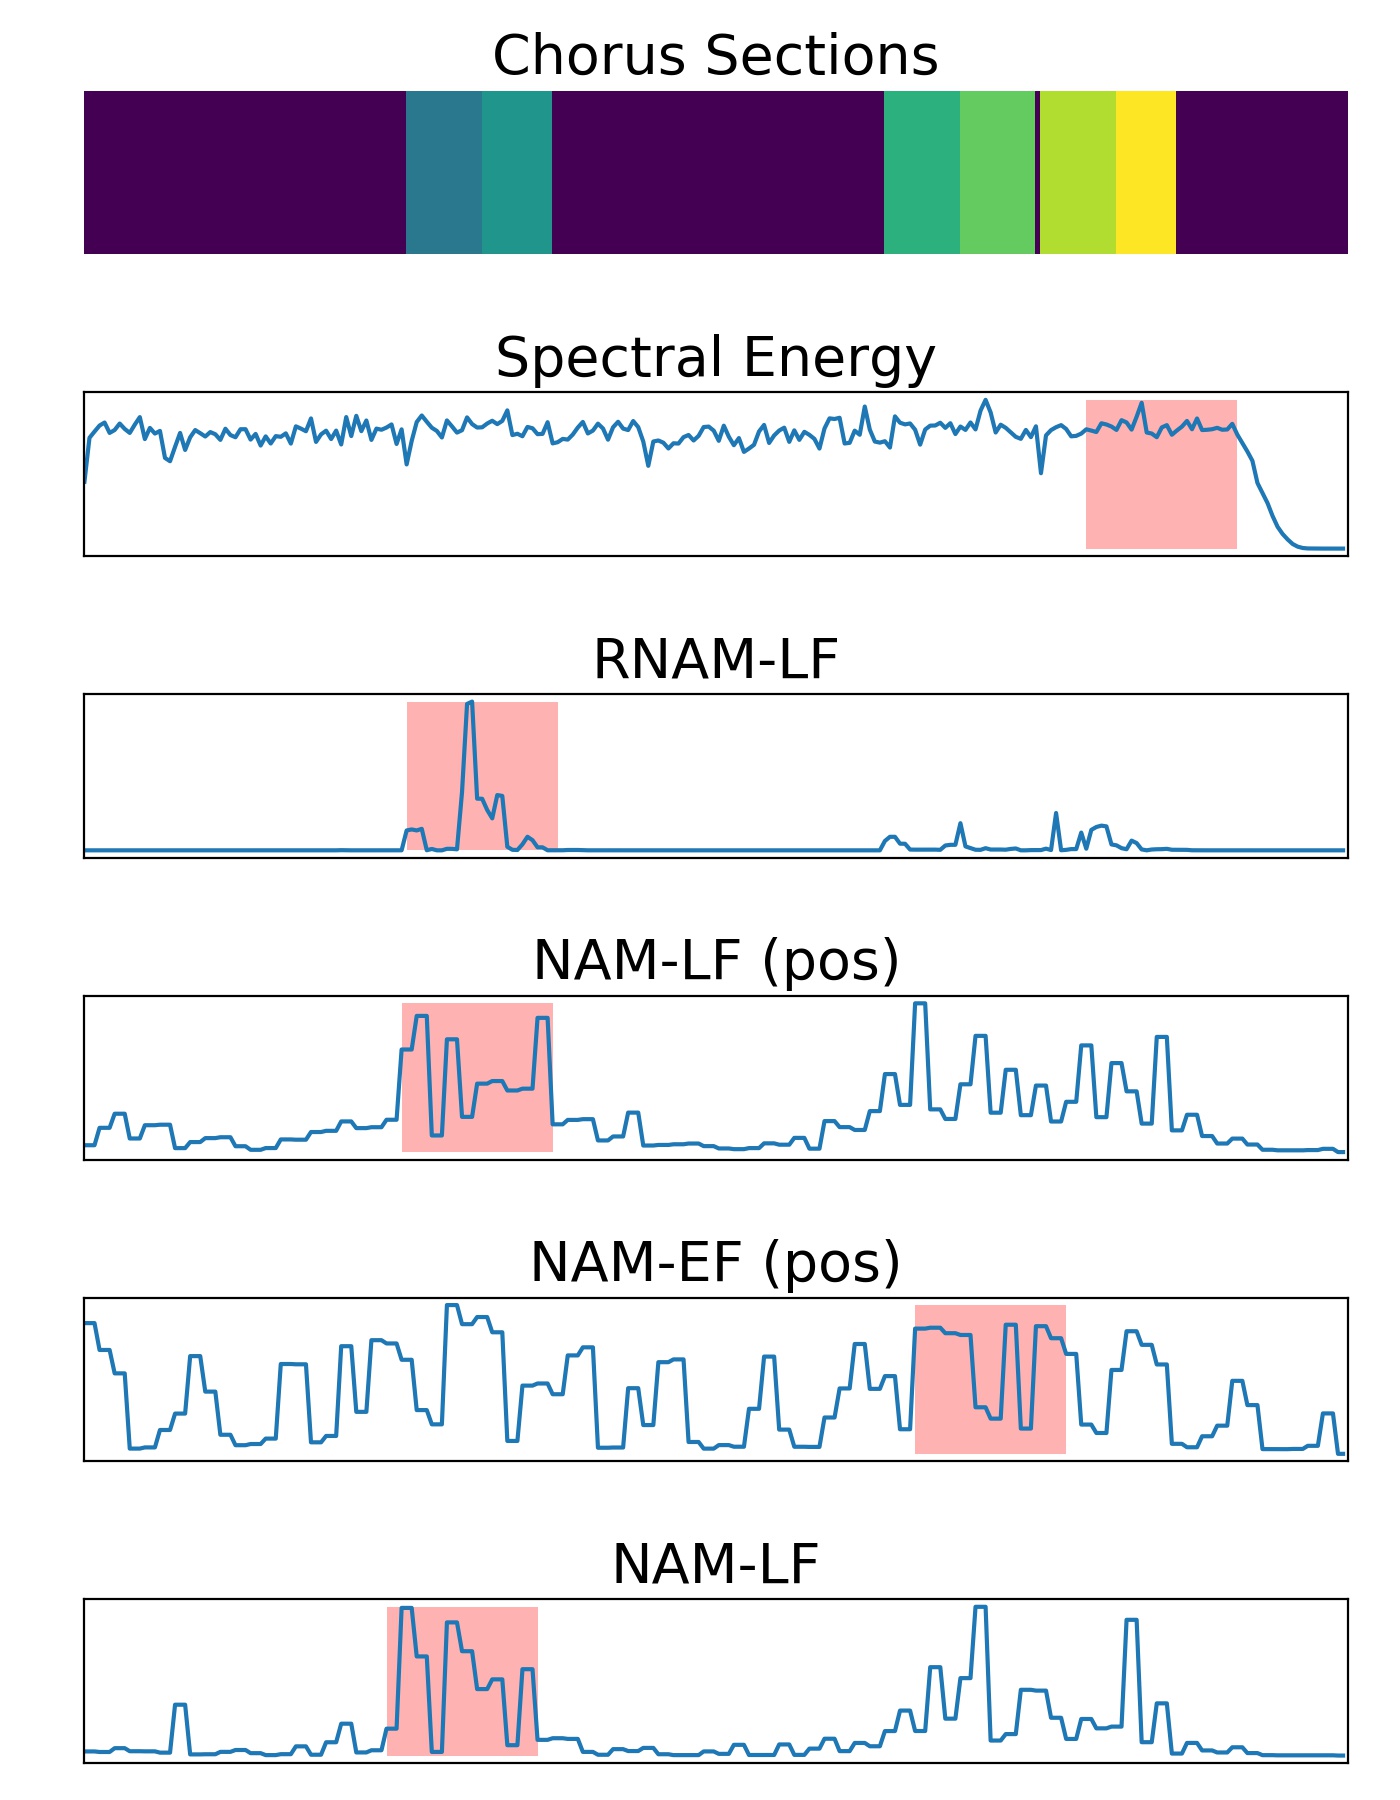 Chorus Sections
Spectral Energy
RNAM-LF
NAM-LF (pos)
NAM-EF (pos)
NAM-LF